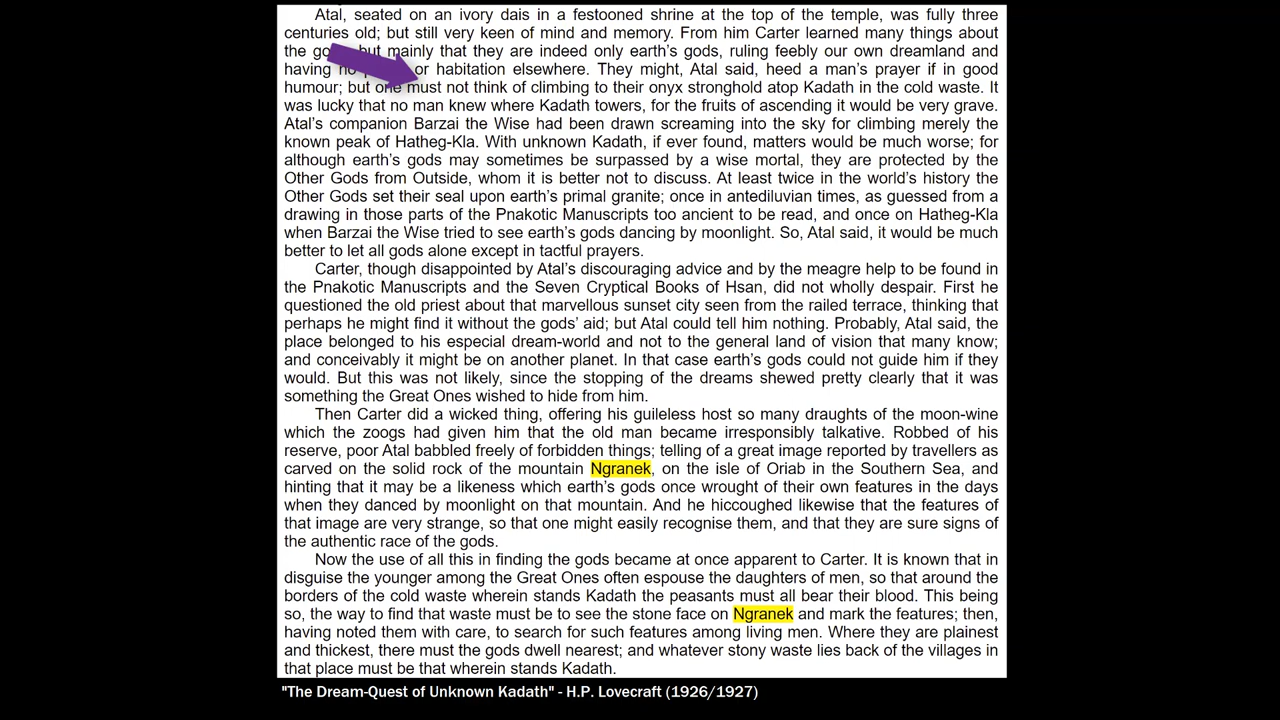 Atal, seated on an ivory dais in a festooned shrine at the top of the temple, was fully three
centuries old; but still very keen of mind and memory. From him Carter learned many things about
the but mainly that they are indeed only earth's gods, ruling feebly our own dreamland and
having or habitation elsewhere. They might, Atal said, heed a man's prayer if in good
humour; but one must not think of climbing to their onyx stronghold atop Kadath in the cold waste. It
was lucky that no man knew where Kadath towers, for the fruits of ascending it would be very grave.
Atal's companion Barzai the Wise had been drawn screaming into the sky for climbing merely the
known peak of Hatheg-Kla. With unknown Kadath, if ever found, matters would be much worse; for
although earth's gods may sometimes be surpassed by a wise mortal, they are protected by the
Other Gods from Outside, whom it is better not to discuss. At least twice in the world's history the
Other Gods set their seal upon earth's primal granite; once in antediluvian times, as guessed from a
drawing in those parts of the Pnakotic Manuscripts too ancient to be read, and once on Hatheg-Kla
when Barzai the Wise tried to see earth's gods dancing by moonlight. So, Atal said, it would be much
better to let all gods alone except in tactful prayers.
Carter, though disappointed by Atal's discouraging advice and by the meagre help to be found in
the Pnakotic Manuscripts and the Seven Cryptical Books of Hsan, did not wholly despair. First he
questioned the old priest about that marvellous sunset city seen from the railed terrace, thinking that
perhaps he might find it without the gods' aid; but Atal could tell him nothing. Probably, Atal said, the
place belonged to his especial dream-world and not to the general land of vision that many know;
and conceivably it might be on another planet. In that case earth's gods could not guide him if they
would. But this was not likely, since the stopping of the dreams shewed pretty clearly that it was
something the Great Ones wished to hide from him.
Then Carter did a wicked thing, offering his guileless host so many draughts of the moon-wine
which the zoogs had given him that the old man became irresponsibly talkative. Robbed of his
reserve, poor Atal babbled freely of forbidden things; telling of a great image reported by travellers as
carved on the solid rock of the mountain Ngranek, on the isle of Oriab in the Southern Sea, and
hinting that it may be a likeness which earth's gods once wrought of their own features in the days
when they danced by moonlight on that mountain. And he hiccoughed likewise that the features of
that image are very strange, so that one might easily recognise them, and that they are sure signs of
the authentic race of the gods.
Now the use of all this in finding the gods became at once apparent to Carter. It is known that in
disguise the younger among the Great Ones often espouse the daughters of men, so that around the
borders of the cold waste wherein stands Kadath the peasants must all bear their blood. This being
so, the way to find that waste must be to see the stone face on Ngranek and mark the features; then,
having noted them with care, to search for such features among living men. Where they are plainest
and thickest, there must the gods dwell nearest; and whatever stony waste lies back of the villages in
that place must be that wherein stands Kadath.
"The Dream-Quest of Unknown Kadath" - H.P. Lovecraft (1926/1927)